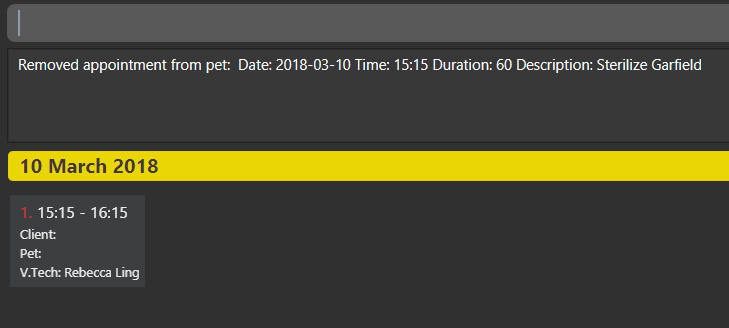 Removed appointment from pet:  Date: 2018-03-10 Time: 15:15 Duration: 60 Description: Sterilize Garfield
10 March 2018
1. 15:15 - 16:15
Client:
Pet:
V.Tech: Rebecca Ling